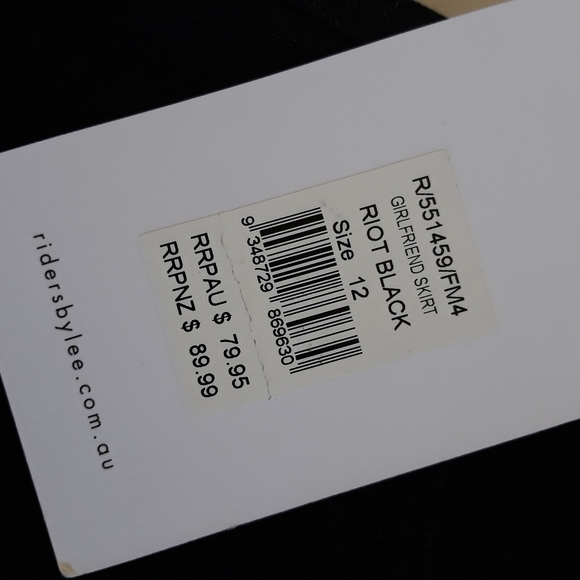 R/551459/FM4
GIRLFRIEND SKIRT
RIOT BLACK
Size 12
9 348729 869630
RRPAU $ 79.95
RRPNZ $ 89.99
ridersbylee.com.au